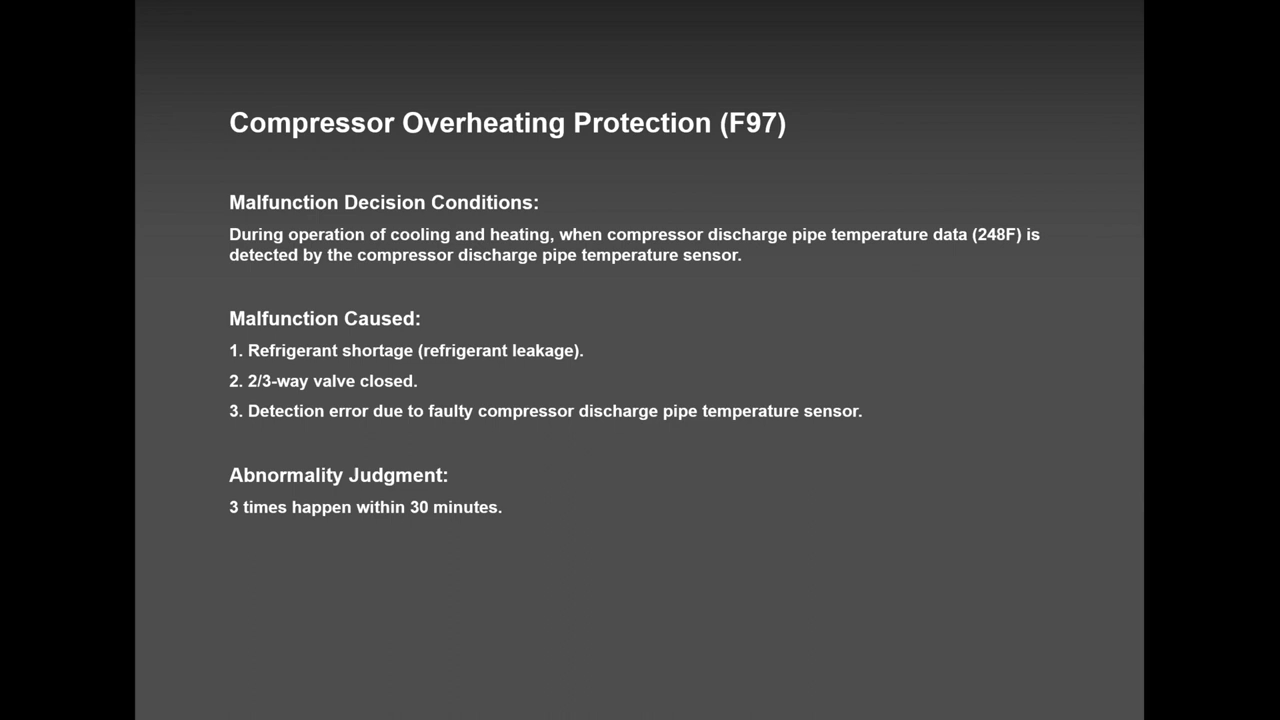 Compressor Overheating Protection (F97)
Malfunction Decision Conditions:
During operation of cooling and heating, when compressor discharge pipe temperature data (248F) is
detected by the compressor discharge pipe temperature sensor.
Malfunction Caused:
1. Refrigerant shortage (refrigerant leakage).
2. 2/3-way valve closed.
3. Detection error due to faulty compressor discharge pipe temperature sensor.
Abnormality Judgment:
3 times happen within 30 minutes.